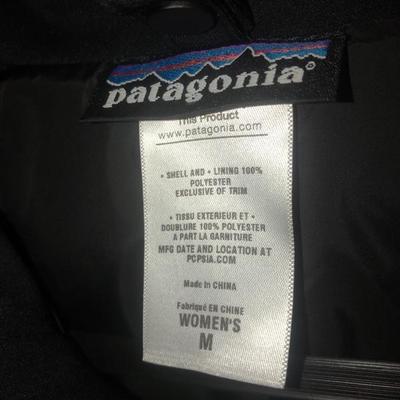 patagonia®
This Product
www.patagonia.com
• SHELL AND • LINING 100%
POLYESTER
EXCLUSIVE OF TRIM
• TISSU EXTERIEUR ET •
DOUBLURE 100% POLYESTER
A PART LA GARNITURE
MFG DATE AND LOCATION AT
PCPSIA.COM
Made In CHINA
Fabriqué EN CHINE
WOMEN'S
M